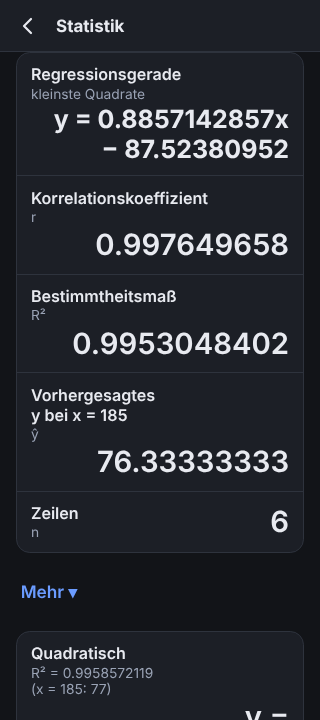 Statistik
Regressionsgerade
kleinste Quadrate
y = 0.8857142857x
− 87.52380952
Korrelationskoeffizient
r
0.997649658
Bestimmtheitsmaß
R²
0.9953048402
Vorhergesagtes
y bei x = 185
ŷ
76.33333333
Zeilen
n
6
Mehr ▾
Quadratisch
R² = 0.9958572119
(x = 185: 77)
y =